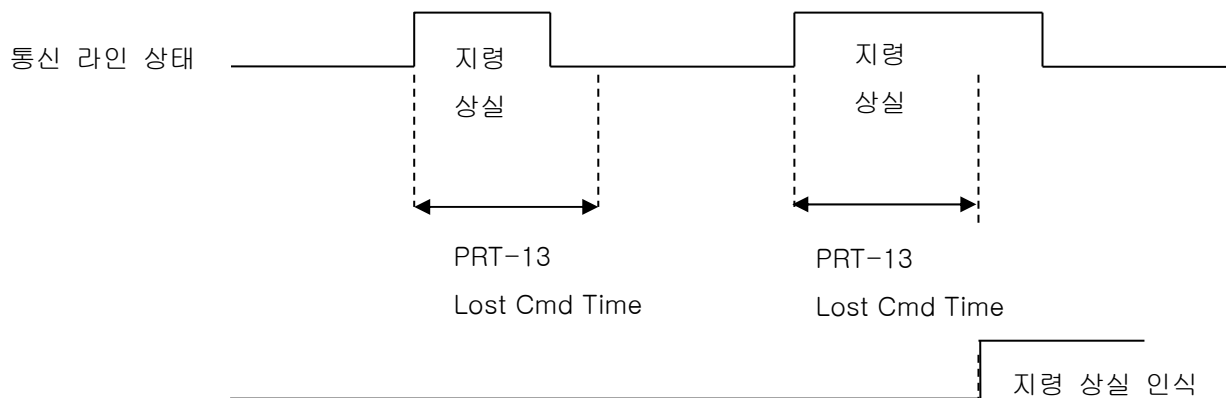 통신 라인 상태
지령
상실
지령
상실
PRT-13
Lost Cmd Time
PRT-13
Lost Cmd Time
지령 상실 인식